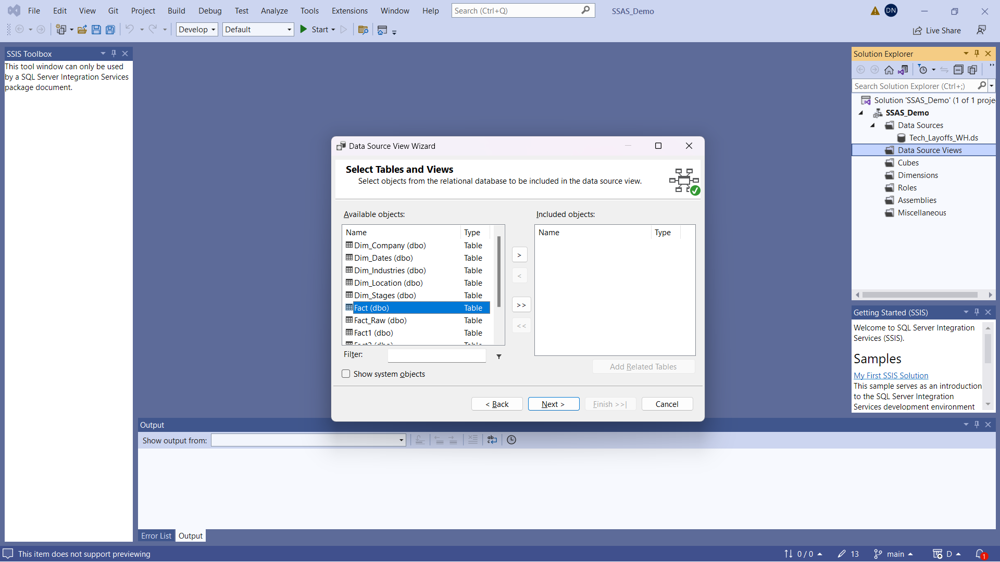 File Edit View Git Project Build Debug Test Analyze Tools Extensions Window Help Search (Ctrl+Q) SSAS_Demo DN
Develop Default Start Live Share
SSIS Toolbox
This tool window can only be used
by a SQL Server Integration Services
package document.
Data Source View Wizard
Select Tables and Views
Select objects from the relational database to be included in the data source view.
Available objects:
Name Type
Dim_Company (dbo) Table
Dim_Dates (dbo) Table
Dim_Industries (dbo) Table
Dim_Location (dbo) Table
Dim_Stages (dbo) Table
Fact (dbo) Table
Fact_Raw (dbo) Table
Fact1 (dbo) Table
Fact2 (dbo) Table
>
<
>>
<<
Included objects:
Name Type
Filter:
Show system objects
Add Related Tables
< Back Next > Finish >>| Cancel
Solution Explorer
Search Solution Explorer (Ctrl+;)
Solution 'SSAS_Demo' (1 of 1 proje
SSAS_Demo
Data Sources
Tech_Layoffs_WH.ds
Data Source Views
Cubes
Dimensions
Roles
Assemblies
Miscellaneous
Getting Started (SSIS)
Welcome to SQL Server Integration
Services (SSIS).
Samples
My First SSIS Solution
This sample serves as an introduction
to the SQL Server Integration
Services development environment
Output
Show output from:
Error List Output
This item does not support previewing 0 / 0 13 main D 1